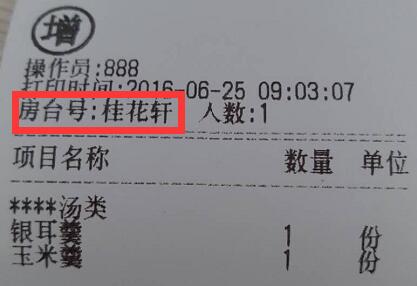 增
操作员:888
打印时间:2016-06-25 09:03:07
房台号:桂花轩 人数:1
项目名称 数量 单位
****汤类
银耳羹 1 份
玉米羹 1 份